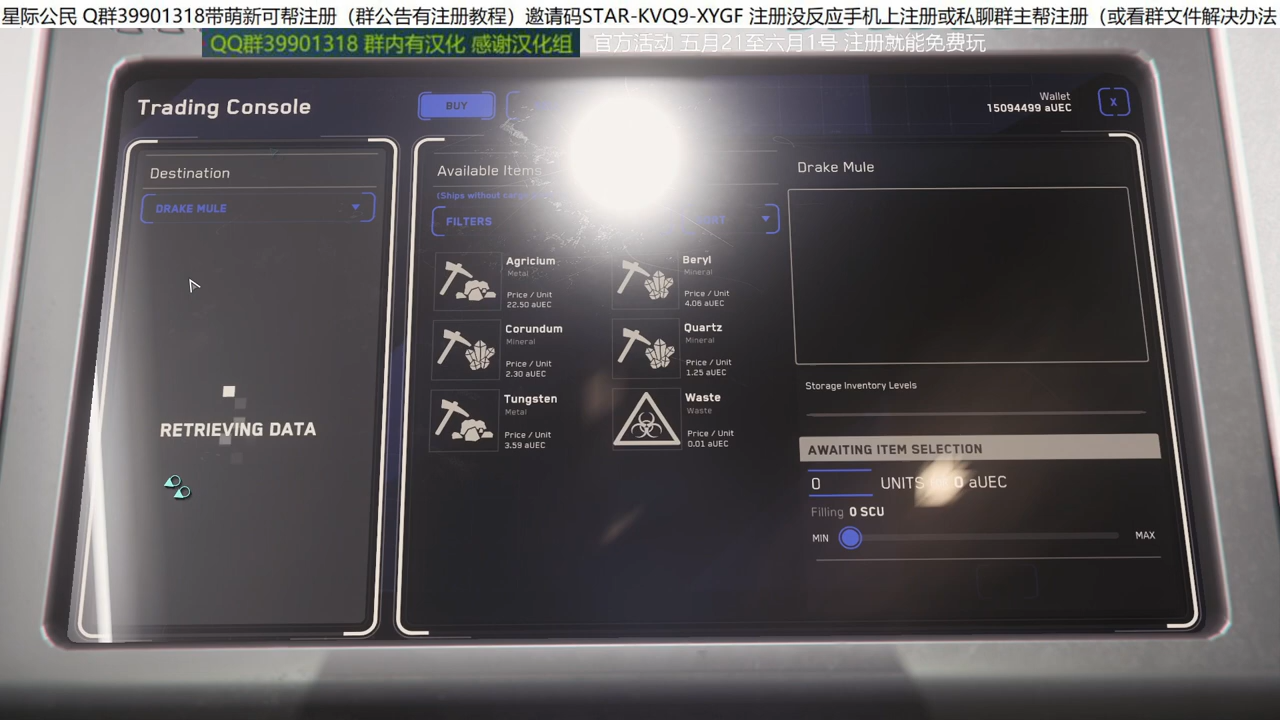 星际公民 Q群39901318带萌新可帮注册（群公告有注册教程）邀请码STAR-KVQ9-XYGF 注册没反应手机上注册或私聊群主帮注册（或看群文件解决办法
QQ群39901318 群内有汉化 感谢汉化组 官方活动 五月21至六月1号 注册就能免费玩
Trading Console
BUY
Wallet
15094499 aUEC
X
Destination
DRAKE MULE
RETRIEVING DATA
Available Items
(Ships without
FILTERS
Agricium
Metal
Price / Unit
22.50 aUEC
Beryl
Mineral
Price / Unit
4.06 aUEC
Corundum
Mineral
Price / Unit
2.30 aUEC
Quartz
Mineral
Price / Unit
1.25 aUEC
Tungsten
Metal
Price / Unit
3.59 aUEC
Waste
Waste
Price / Unit
0.01 aUEC
Drake Mule
Storage Inventory Levels
AWAITING ITEM SELECTION
0 UNITS 0 aUEC
Filling 0 SCU
MIN
MAX